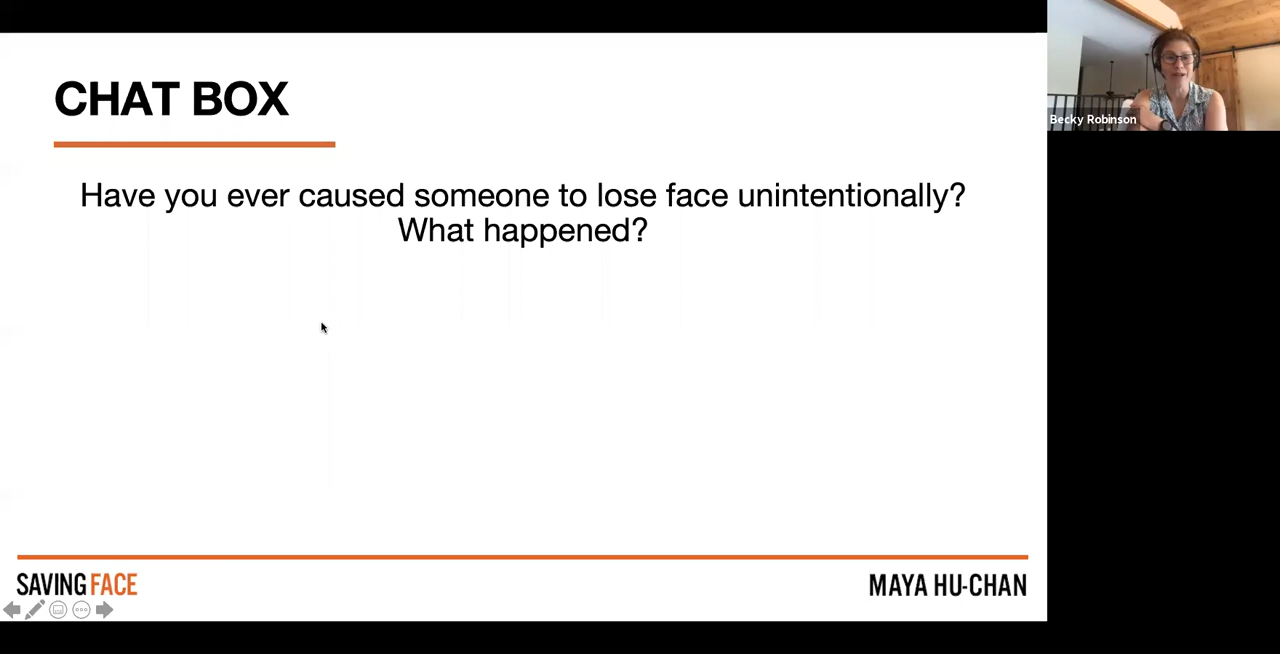 CHAT BOX
Have you ever caused someone to lose face unintentionally?
What happened?
SAVING FACE
MAYA HU-CHAN
Becky Robinson